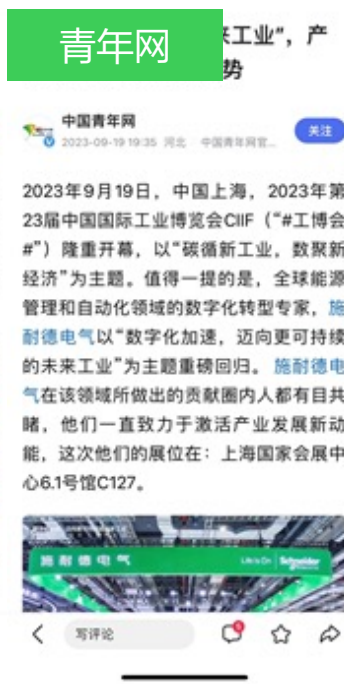 青年网
来工业”，产
势
中国青年网
2023-09-19 19:35 河北 中国青年网官...
关注
2023年9月19日，中国上海，2023年第
23届中国国际工业博览会CIIF（“#工博会
#”）隆重开幕，以“碳循新工业，数聚新
经济”为主题。值得一提的是，全球能源
管理和自动化领域的数字化转型专家，施
耐德电气以“数字化加速，迈向更可持续
的未来工业”为主题重磅回归。 施耐德电
气在该领域所做出的贡献圈内人都有目共
睹，他们一直致力于激活产业发展新动
能，这次他们的展位在：上海国家会展中
心6.1号馆C127。
施耐德电气
Life Is On Schneider
写评论